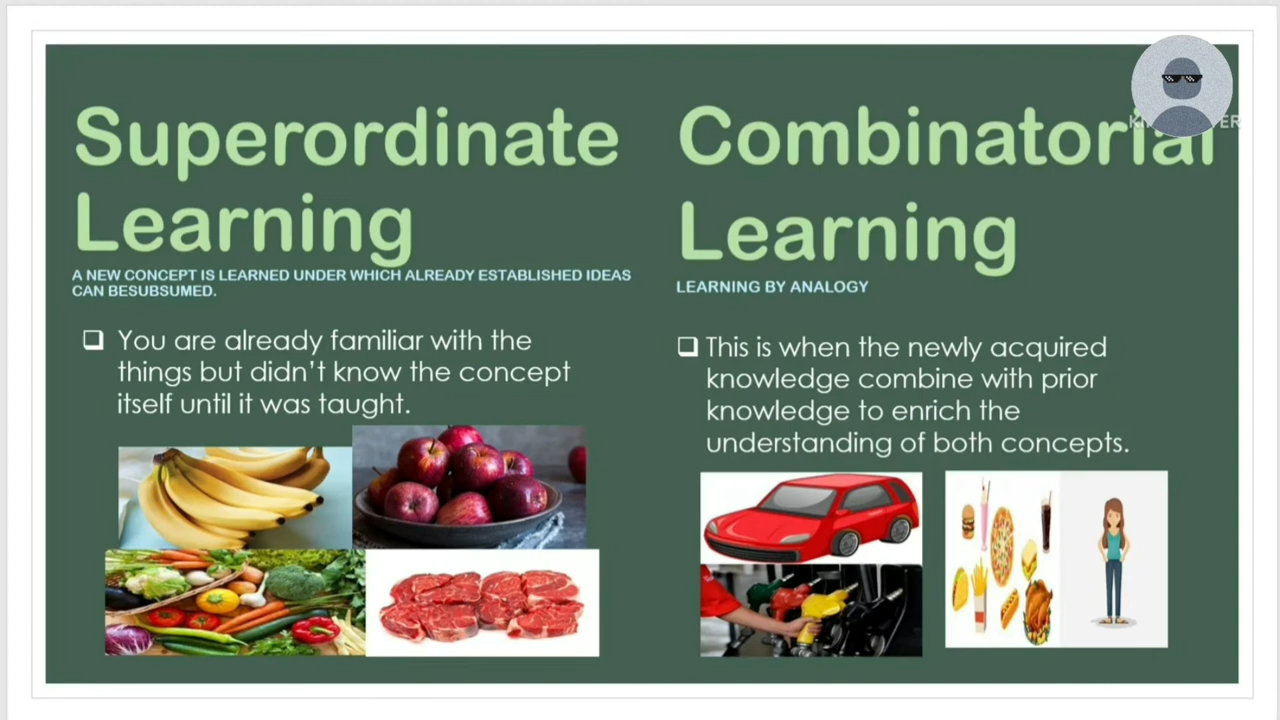 Superordinate
Learning
A NEW CONCEPT IS LEARNED UNDER WHICH ALREADY ESTABLISHED IDEAS
CAN BESUBSUMED.
❑ You are already familiar with the
things but didn’t know the concept
itself until it was taught.
Combinatorial
Learning
LEARNING BY ANALOGY
❑ This is when the newly acquired
knowledge combine with prior
knowledge to enrich the
understanding of both concepts.